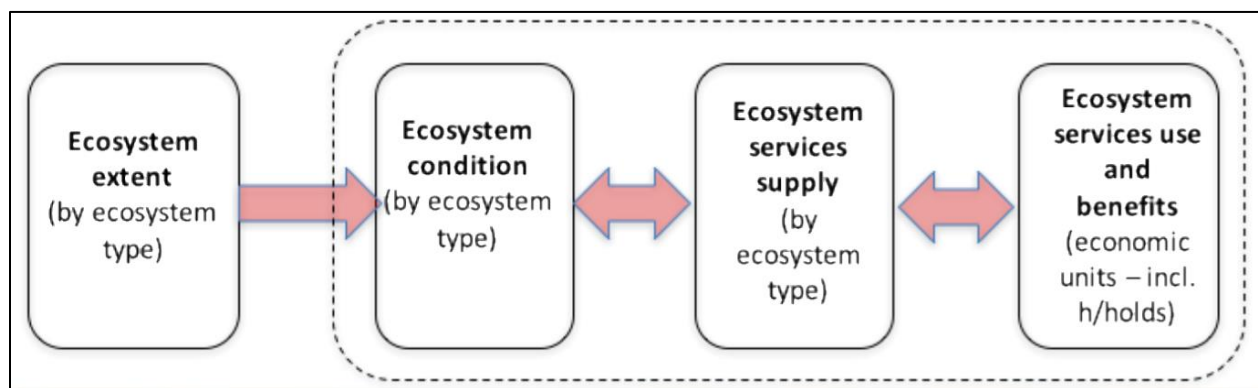 Ecosystem
extent
(by ecosystem
type)
Ecosystem
condition
(by ecosystem
type)
Ecosystem
services
supply
(by
ecosystem
type)
Ecosystem
services use
and
benefits
(economic
units – incl.
h/holds)